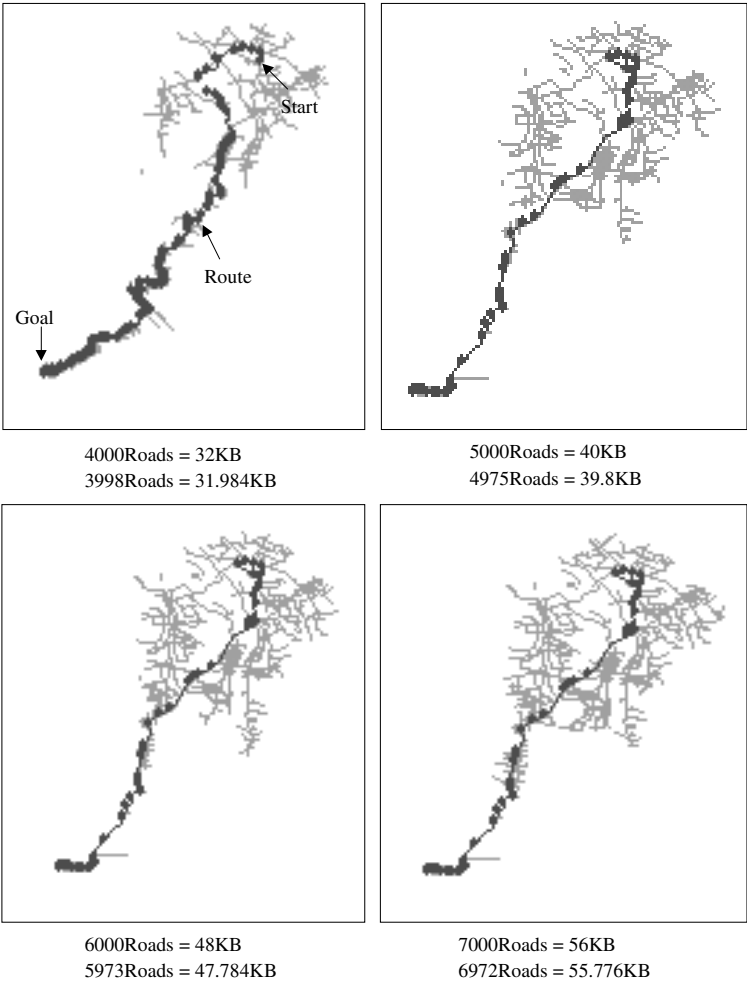 Start
Route
Goal
4000Roads = 32KB
3998Roads = 31.984KB
5000Roads = 40KB
4975Roads = 39.8KB
6000Roads = 48KB
5973Roads = 47.784KB
7000Roads = 56KB
6972Roads = 55.776KB